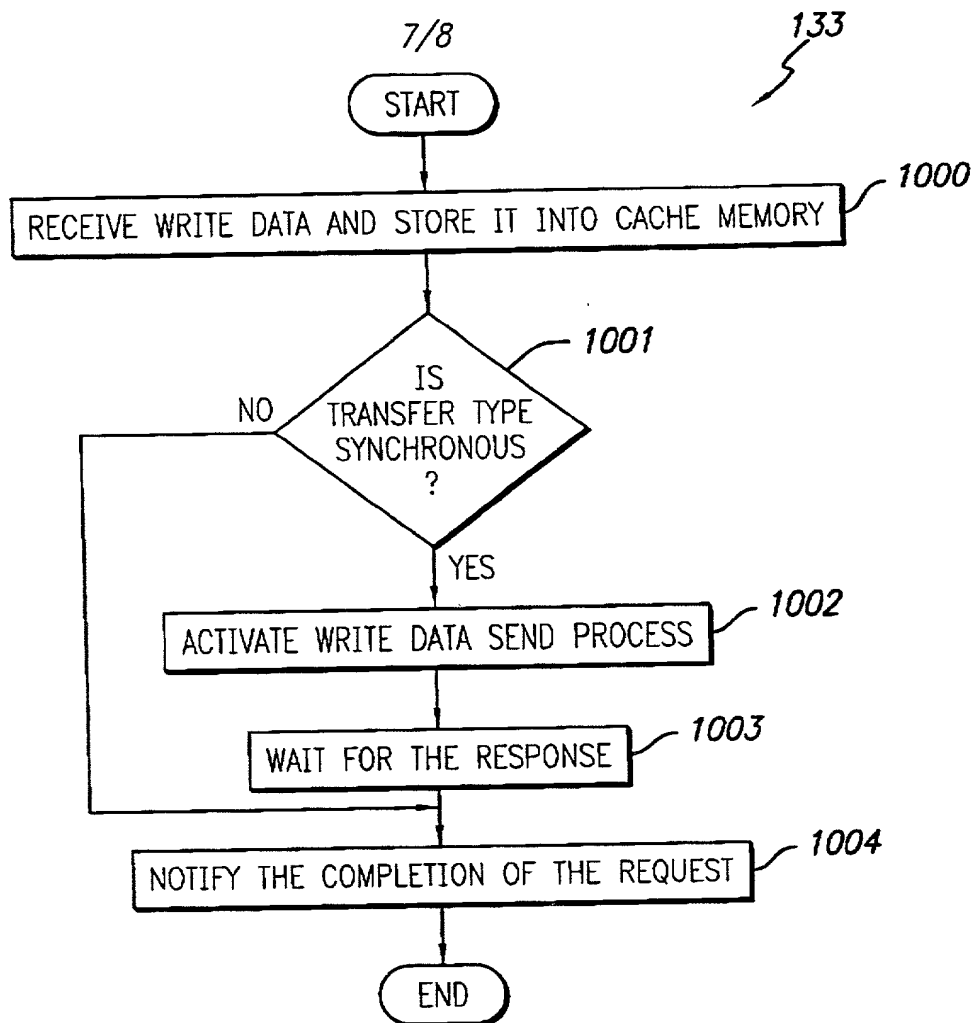 7/8
133
START
1000
RECEIVE WRITE DATA AND STORE IT INTO CACHE MEMORY
1001
IS
TRANSFER TYPE
SYNCHRONOUS
?
NO
YES
1002
ACTIVATE WRITE DATA SEND PROCESS
1003
WAIT FOR THE RESPONSE
1004
NOTIFY THE COMPLETION OF THE REQUEST
END